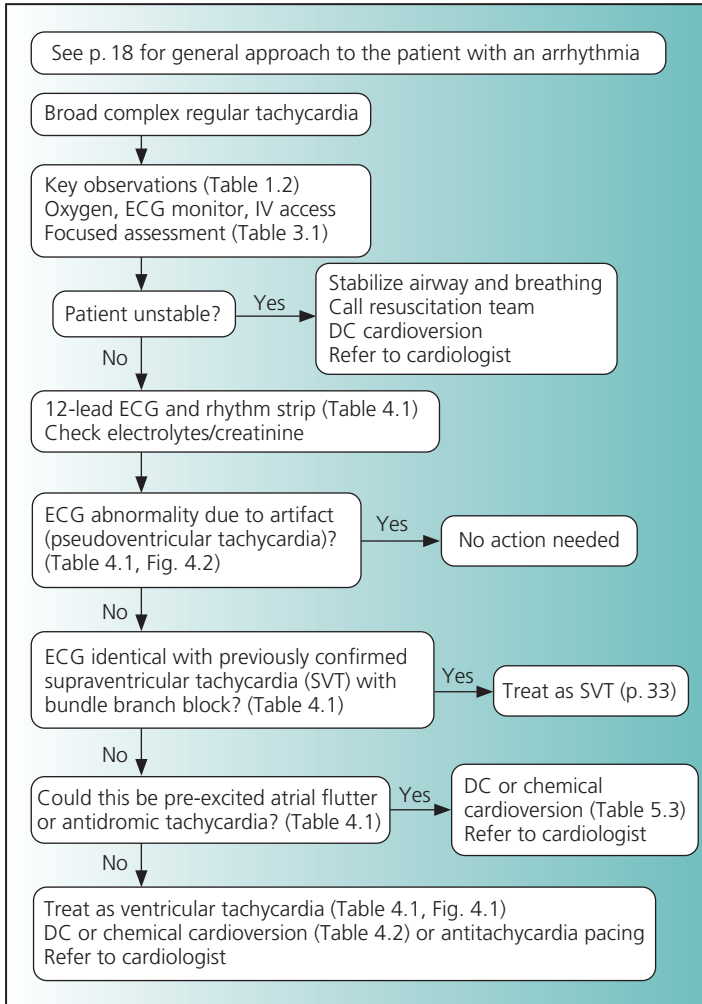 See p. 18 for general approach to the patient with an arrhythmia
Broad complex regular tachycardia
Key observations (Table 1.2)
Oxygen, ECG monitor, IV access
Focused assessment (Table 3.1)
Patient unstable?
Yes
Stabilize airway and breathing
Call resuscitation team
DC cardioversion
Refer to cardiologist
No
12-lead ECG and rhythm strip (Table 4.1)
Check electrolytes/creatinine
ECG abnormality due to artifact
(pseudoventricular tachycardia)?
(Table 4.1, Fig. 4.2)
Yes
No action needed
No
ECG identical with previously confirmed
supraventricular tachycardia (SVT) with
bundle branch block? (Table 4.1)
Yes
Treat as SVT (p. 33)
No
Could this be pre-excited atrial flutter
or antidromic tachycardia? (Table 4.1)
Yes
DC or chemical
cardioversion (Table 5.3)
Refer to cardiologist
No
Treat as ventricular tachycardia (Table 4.1, Fig. 4.1)
DC or chemical cardioversion (Table 4.2) or antitachycardia pacing
Refer to cardiologist